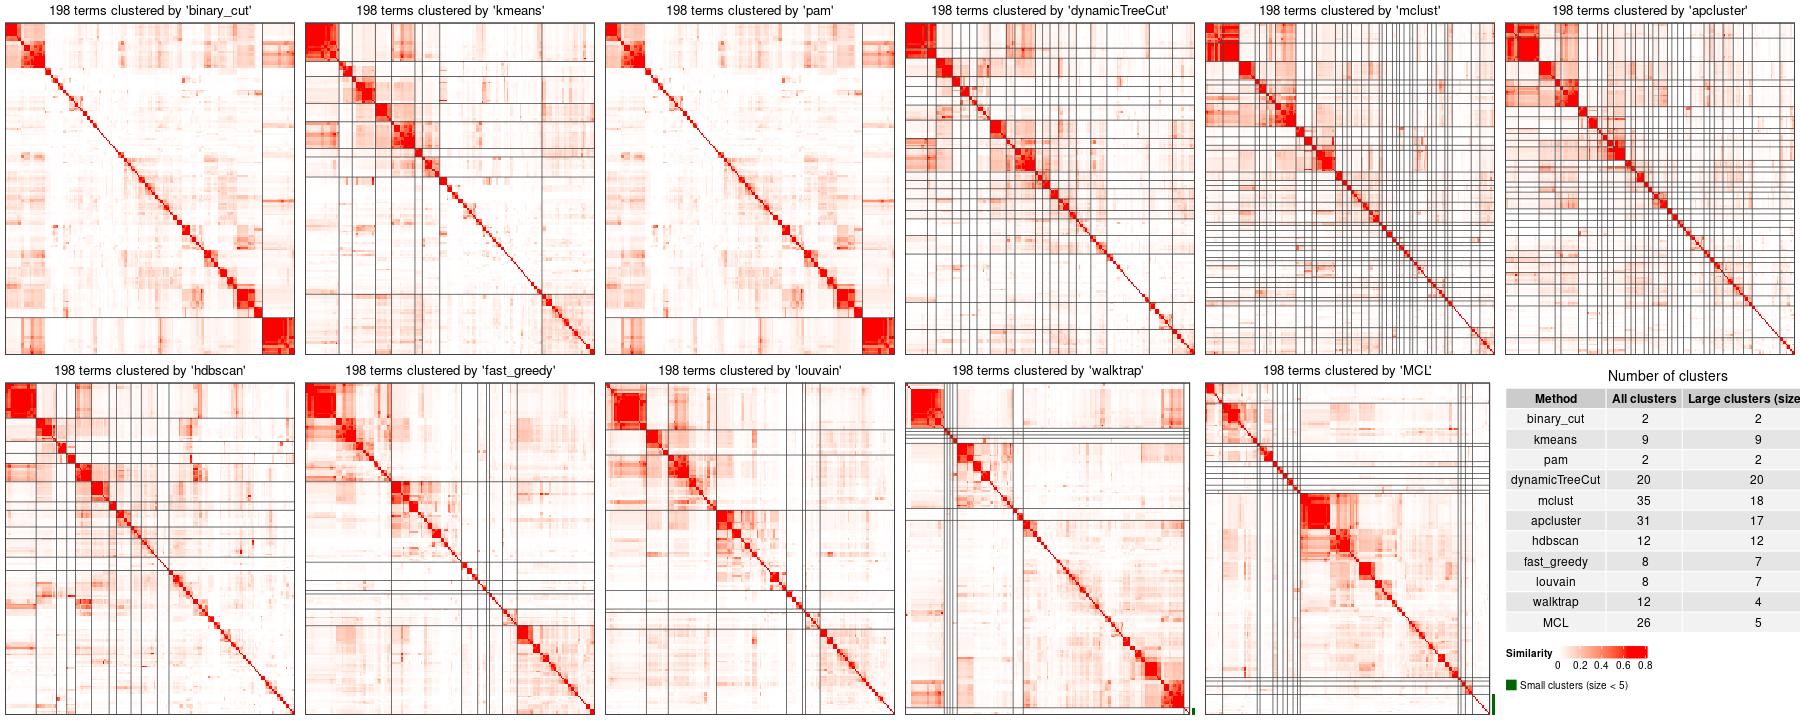 198 terms clustered by 'binary_cut'
198 terms clustered by 'kmeans'
198 terms clustered by 'pam'
198 terms clustered by 'dynamicTreeCut'
198 terms clustered by 'mclust'
198 terms clustered by 'apcluster'
198 terms clustered by 'hdbscan'
198 terms clustered by 'fast_greedy'
198 terms clustered by 'louvain'
198 terms clustered by 'walktrap'
198 terms clustered by 'MCL'
Number of clusters
Method All clusters Large clusters (size
binary_cut 2 2
kmeans 9 9
pam 2 2
dynamicTreeCut 20 20
mclust 35 18
apcluster 31 17
hdbscan 12 12
fast_greedy 8 7
louvain 8 7
walktrap 12 4
MCL 26 5
Similarity
0 0.2 0.4 0.6 0.8
Small clusters (size < 5)